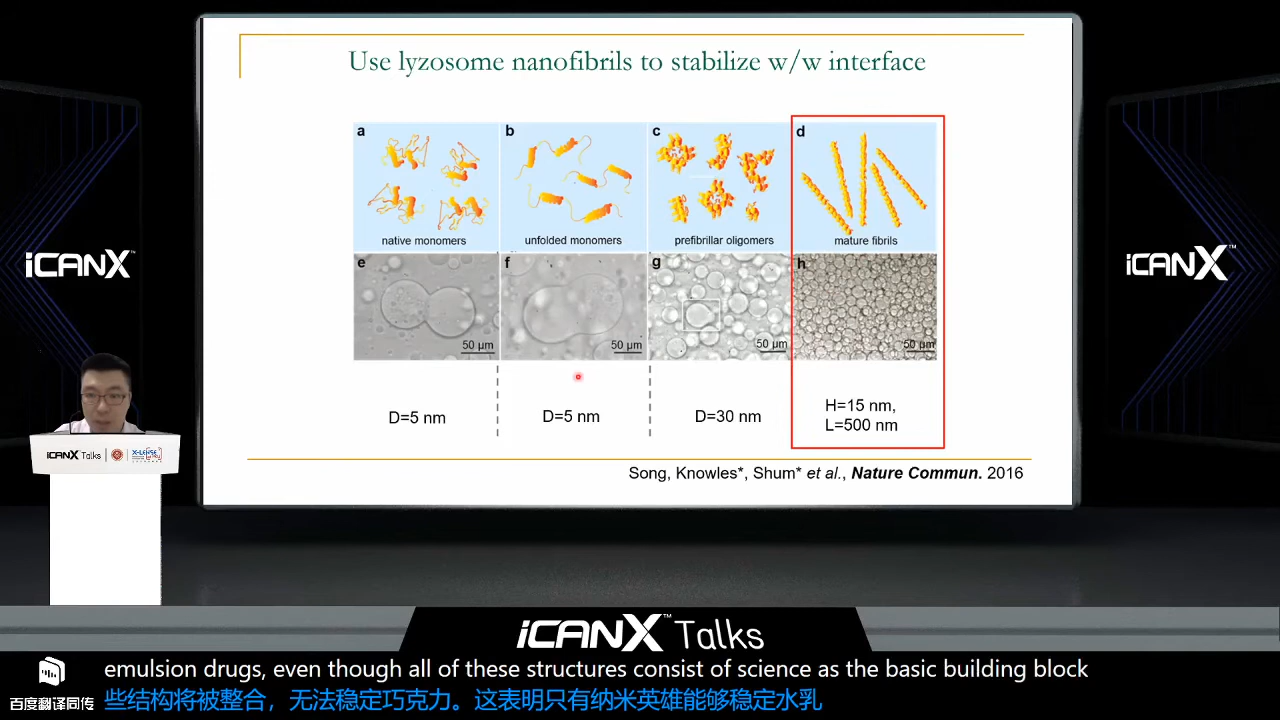 Use lyzosome nanofibrils to stabilize w/w interface
a
b
c
d
native monomers
unfolded monomers
prefibrillar oligomers
mature fibrils
e
f
g
h
50 μm
50 μm
50 μm
50 μm
D=5 nm
D=5 nm
D=30 nm
H=15 nm,
L=500 nm
Song, Knowles*, Shum* et al., Nature Commun. 2016
iCANX™
iCANX™
iCANX Talks
X-LENSE
iCANX™ Talks
emulsion drugs, even though all of these structures consist of science as the basic building block
百度翻译同传
些结构将被整合，无法稳定巧克力。这表明只有纳米英雄能够稳定水乳